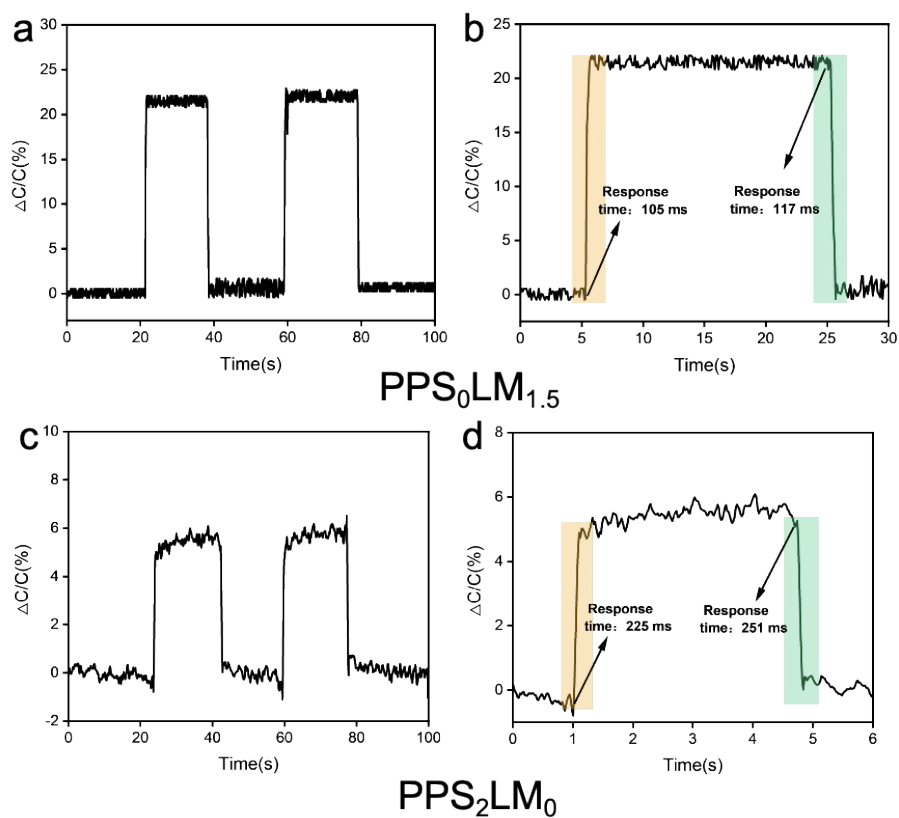 a
30
25
20
15
10
5
0
△C/C(%)
0 20 40 60 80 100
Time(s)
b
25
20
15
10
5
0
△C/C(%)
Response
time：105 ms
Response
time：117 ms
0 5 10 15 20 25 30
Time(s)
PPS₀LM₁.₅
c
10
8
6
4
2
0
-2
△C/C(%)
0 20 40 60 80 100
Time(s)
d
8
6
4
2
0
△C/C(%)
Response
time：225 ms
Response
time：251 ms
0 1 2 3 4 5 6
Time(s)
PPS₂LM₀